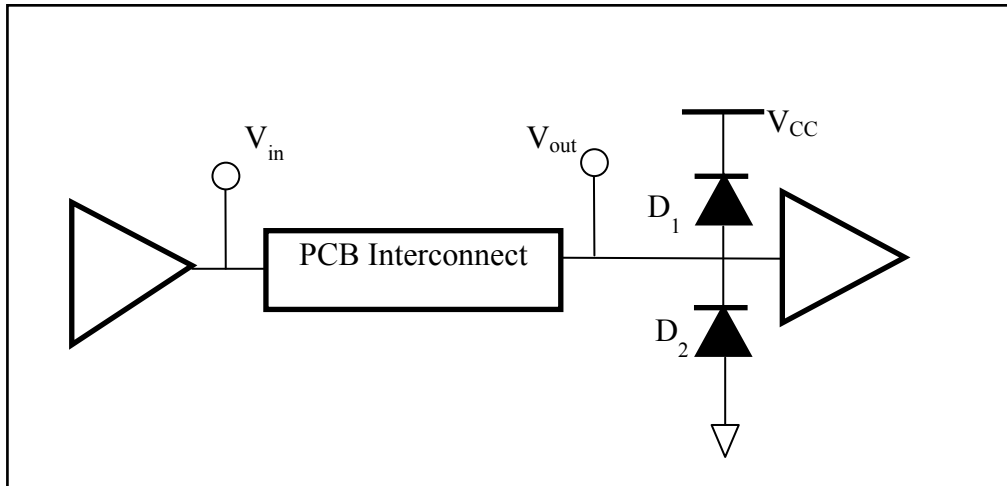 V_in
V_out
V_CC
D_1
PCB Interconnect
D_2